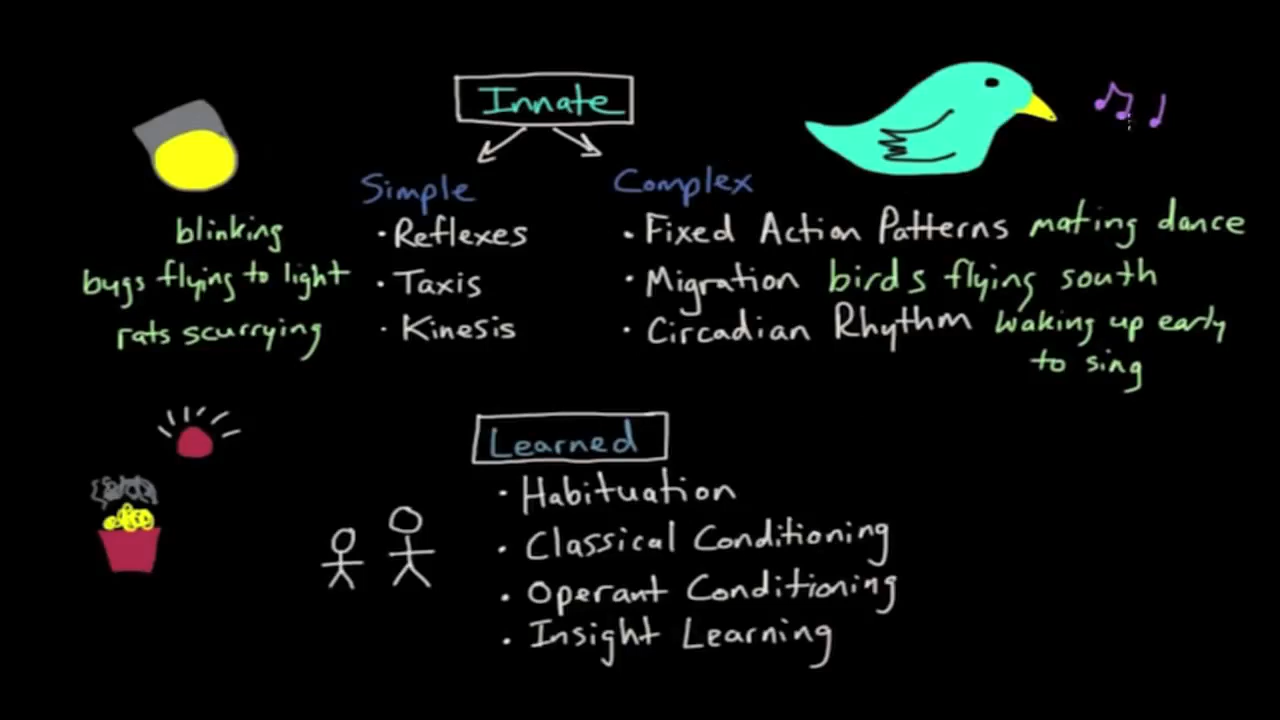 Innate
Simple
Complex
blinking
· Reflexes
· Fixed Action Patterns mating dance
bugs flying to light
· Taxis
· Migration birds flying south
rats scurrying
· Kinesis
· Circadian Rhythm waking up early
to sing
Learned
· Habituation
· Classical Conditioning
· Operant Conditioning
· Insight Learning